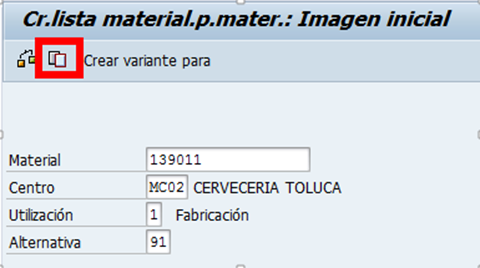 Cr.lista material.p.mater.: Imagen inicial
Crear variante para
Material 139011
Centro MC02 CERVECERIA TOLUCA
Utilización 1 Fabricación
Alternativa 91